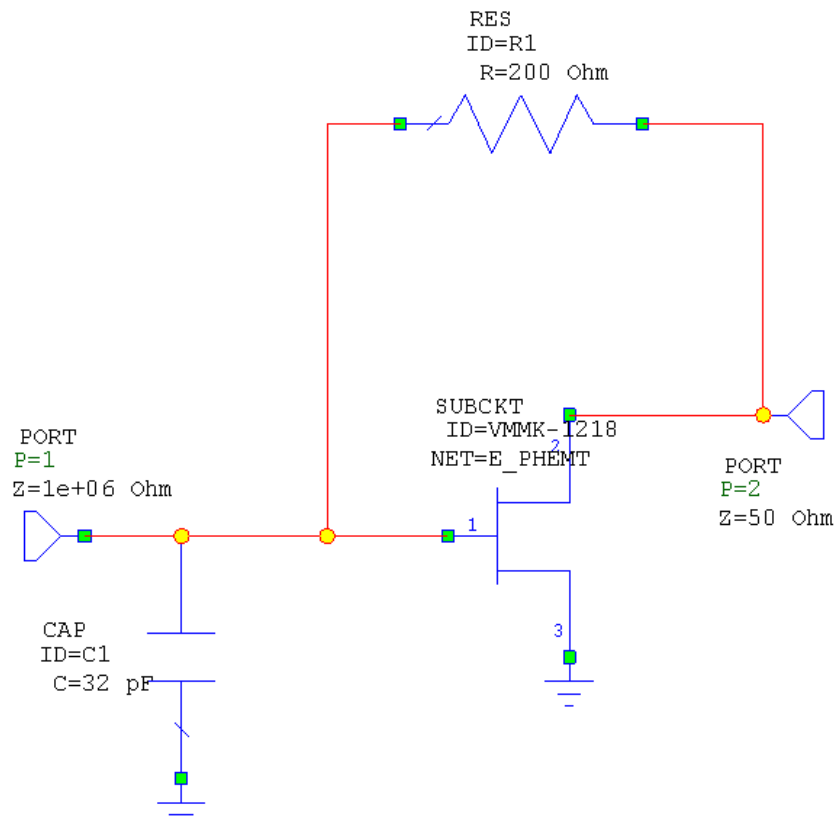 RES
ID=R1
R=200 Ohm
SUBCKT
ID=VMMK-1218
2
NET=E_PHEMT
PORT
P=1
Z=1e+06 Ohm
1
PORT
P=2
Z=50 Ohm
CAP
ID=C1
C=32 pF
3